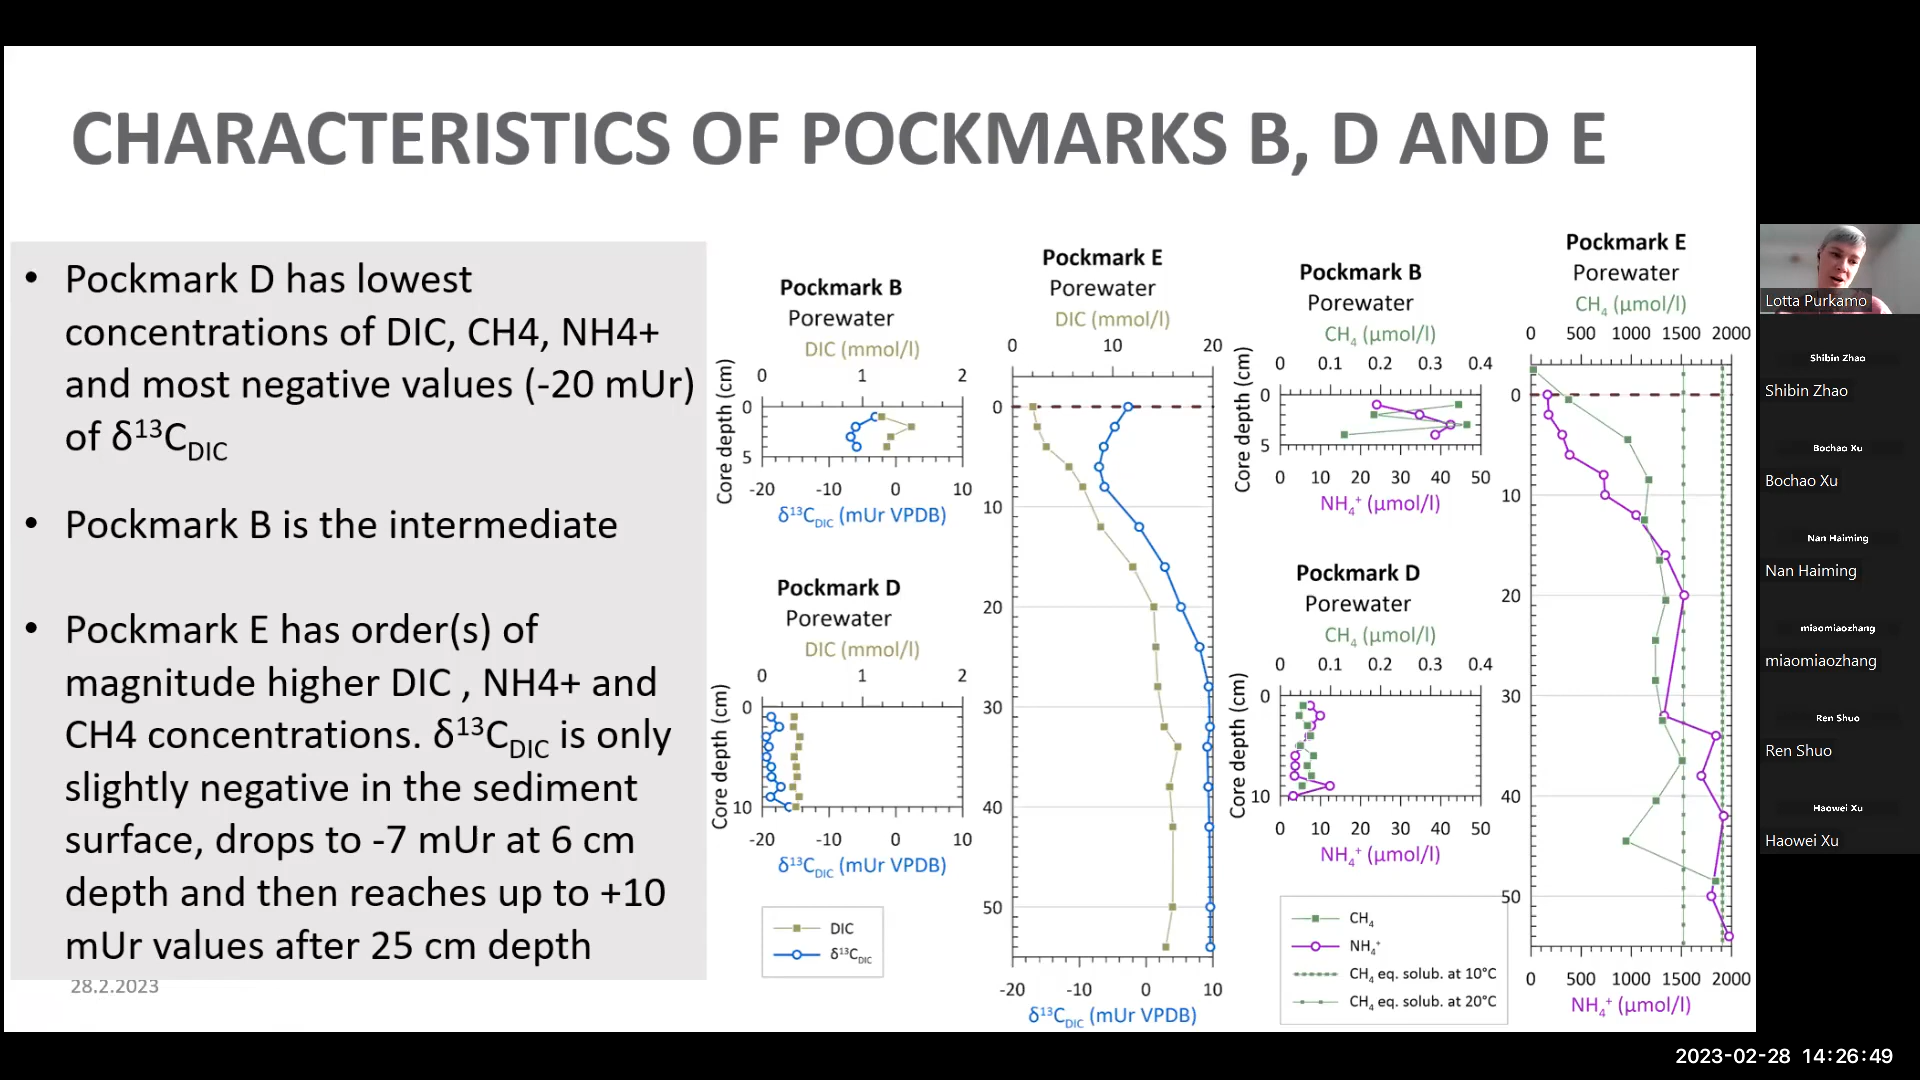 CHARACTERISTICS OF POCKMARKS B, D AND E
• Pockmark D has lowest
concentrations of DIC, CH4, NH4+
and most negative values (-20 mUr)
of δ¹³C_DIC
• Pockmark B is the intermediate
• Pockmark E has order(s) of
magnitude higher DIC , NH4+ and
CH4 concentrations. δ¹³C_DIC is only
slightly negative in the sediment
surface, drops to -7 mUr at 6 cm
depth and then reaches up to +10
mUr values after 25 cm depth
28.2.2023
Pockmark B
Porewater
DIC (mmol/l)
0 1 2
Core depth (cm)
0
5
-20 -10 0 10
δ¹³C_DIC (mUr VPDB)
Pockmark D
Porewater
DIC (mmol/l)
0 1 2
Core depth (cm)
0
10
-20 -10 0 10
δ¹³C_DIC (mUr VPDB)
DIC
δ¹³C_DIC
Pockmark E
Porewater
DIC (mmol/l)
0 10 20
0
10
20
30
40
50
-20 -10 0 10
δ¹³C_DIC (mUr VPDB)
Pockmark B
Porewater
CH₄ (µmol/l)
0 0.1 0.2 0.3 0.4
Core depth (cm)
0
5
0 10 20 30 40 50
NH₄⁺ (µmol/l)
Pockmark D
Porewater
CH₄ (µmol/l)
0 0.1 0.2 0.3 0.4
Core depth (cm)
0
10
0 10 20 30 40 50
NH₄⁺ (µmol/l)
CH₄
NH₄⁺
CH₄ eq. solub. at 10°C
CH₄ eq. solub. at 20°C
Pockmark E
Porewater
CH₄ (µmol/l)
0 500 1000 1500 2000
0
10
20
30
40
50
0 500 1000 1500 2000
NH₄⁺ (µmol/l)
Lotta Purkamo
Shibin Zhao
Shibin Zhao
Bochao Xu
Bochao Xu
Nan Haiming
Nan Haiming
miaomiaozhang
miaomiaozhang
Ren Shuo
Ren Shuo
Haowei Xu
Haowei Xu
2023-02-28 14:26:49